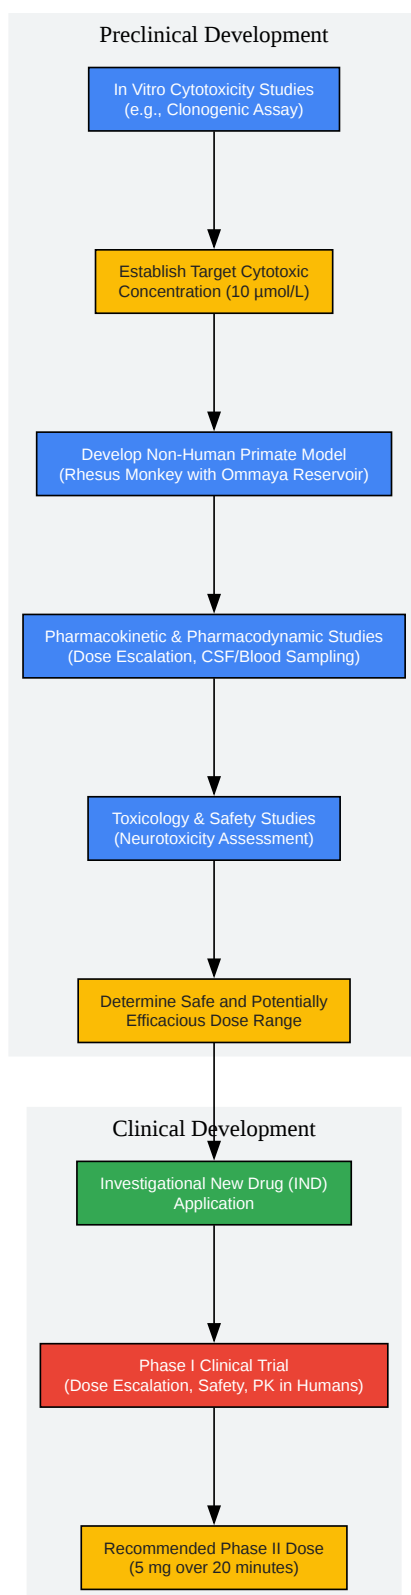 Preclinical Development
In Vitro Cytotoxicity Studies
(e.g., Clonogenic Assay)
Establish Target Cytotoxic
Concentration (10 µmol/L)
Develop Non-Human Primate Model
(Rhesus Monkey with Ommaya Reservoir)
Pharmacokinetic & Pharmacodynamic Studies
(Dose Escalation, CSF/Blood Sampling)
Toxicology & Safety Studies
(Neurotoxicity Assessment)
Determine Safe and Potentially
Efficacious Dose Range
Clinical Development
Investigational New Drug (IND)
Application
Phase I Clinical Trial
(Dose Escalation, Safety, PK in Humans)
Recommended Phase II Dose
(5 mg over 20 minutes)